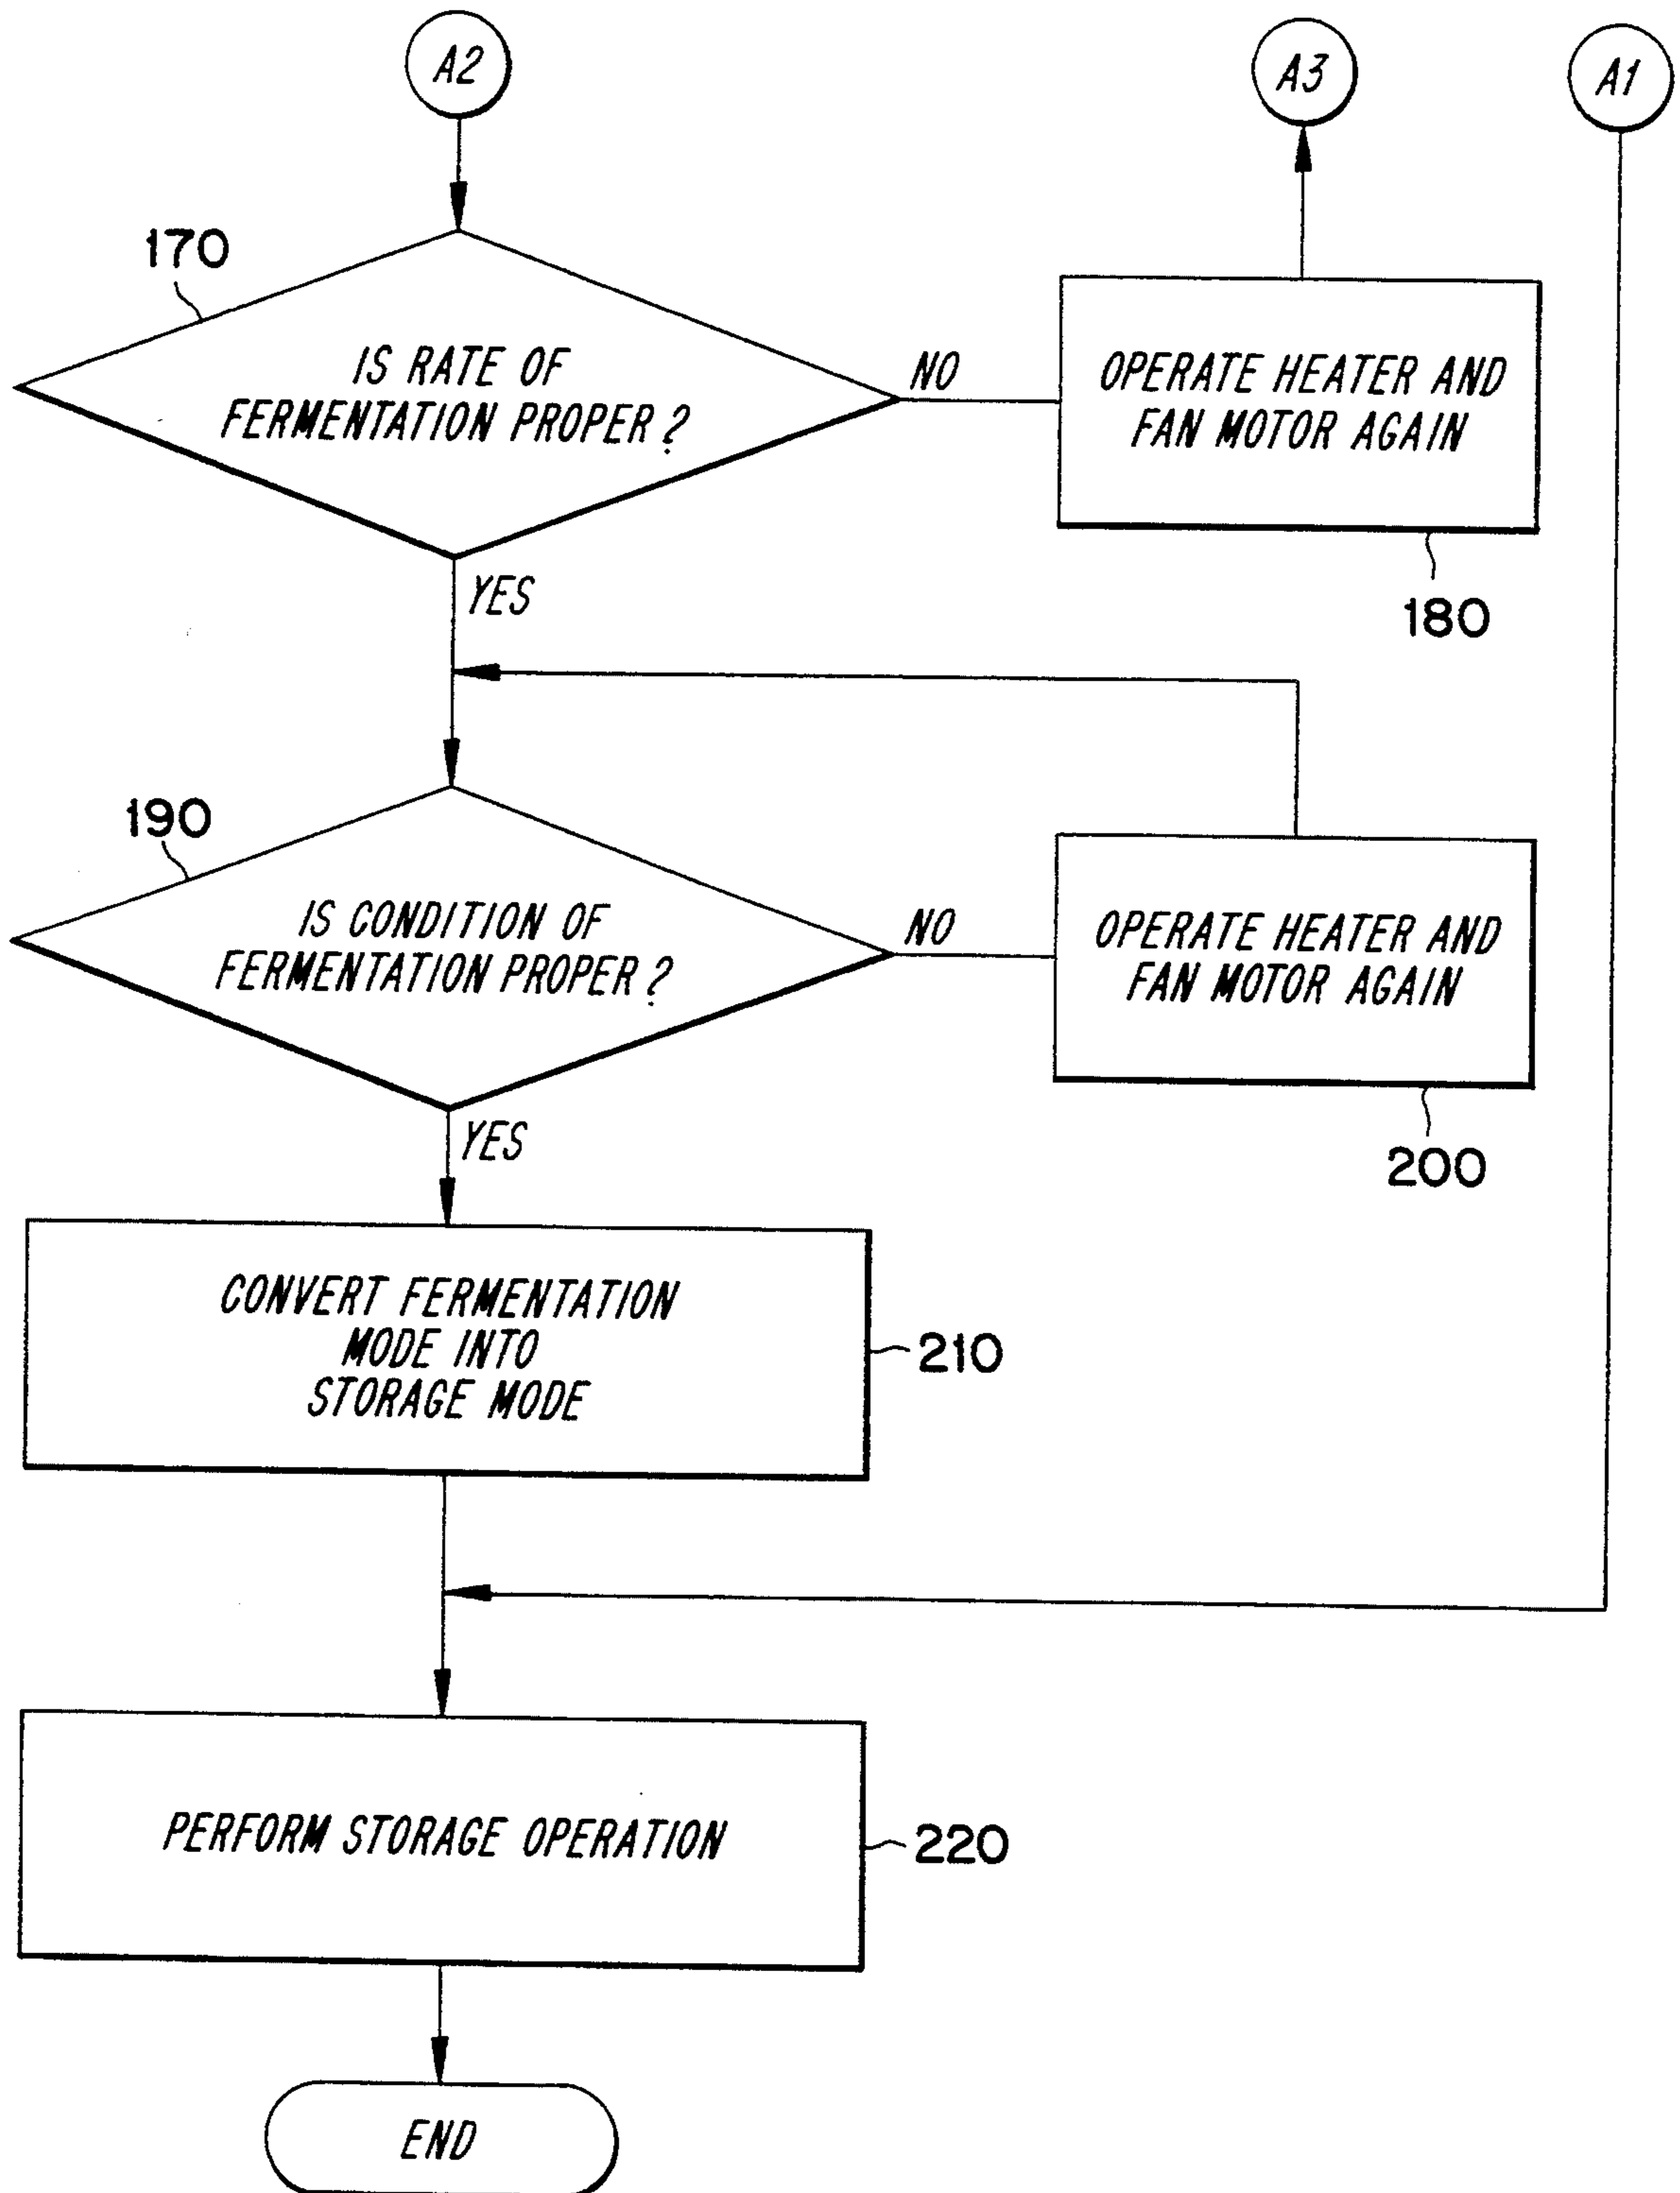 A2
A3
A1
170
IS RATE OF
FERMENTATION PROPER?
NO
OPERATE HEATER AND
FAN MOTOR AGAIN
180
YES
190
IS CONDITION OF
FERMENTATION PROPER?
NO
OPERATE HEATER AND
FAN MOTOR AGAIN
200
YES
CONVERT FERMENTATION
MODE INTO
STORAGE MODE
210
PERFORM STORAGE OPERATION
220
END